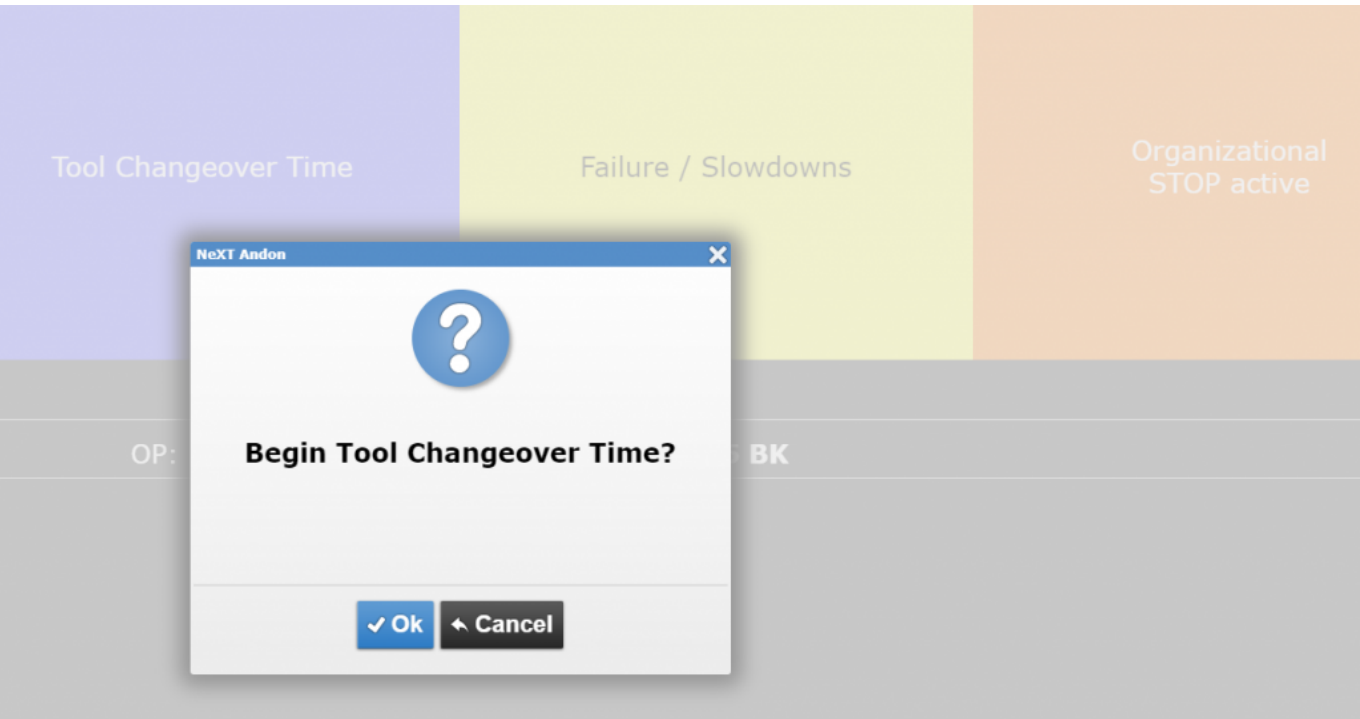 Tool Changeover Time
Failure / Slowdowns
Organizational
STOP active
NeXT Andon
OP:
BK
Begin Tool Changeover Time?
Ok
Cancel